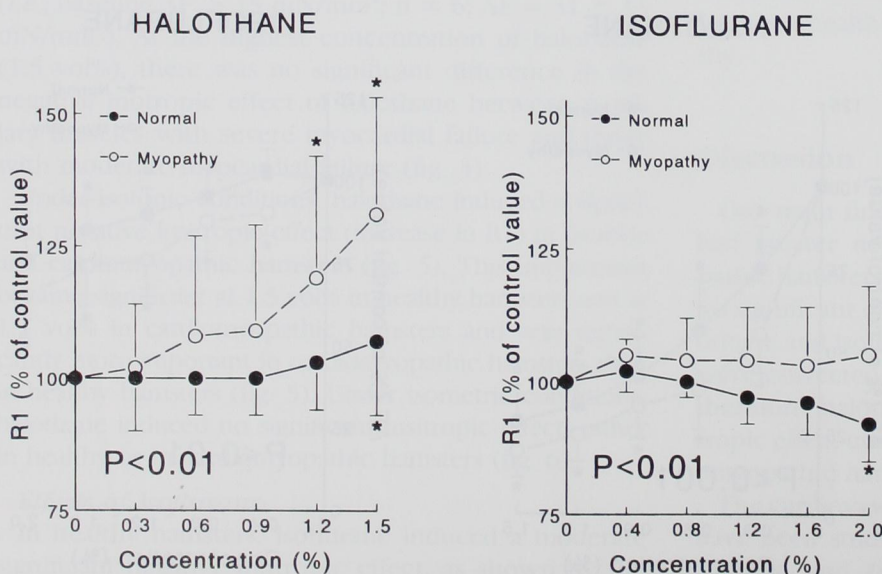 HALOTHANE
R1 (% of control value)
150
125
100
75
Normal
Myopathy
*
*
*
P<0.01
0 0.3 0.6 0.9 1.2 1.5
Concentration (%)
ISOFLURANE
R1 (% of control value)
150
125
100
75
Normal
Myopathy
*
P<0.01
0 0.4 0.8 1.2 1.6 2.0
Concentration (%)